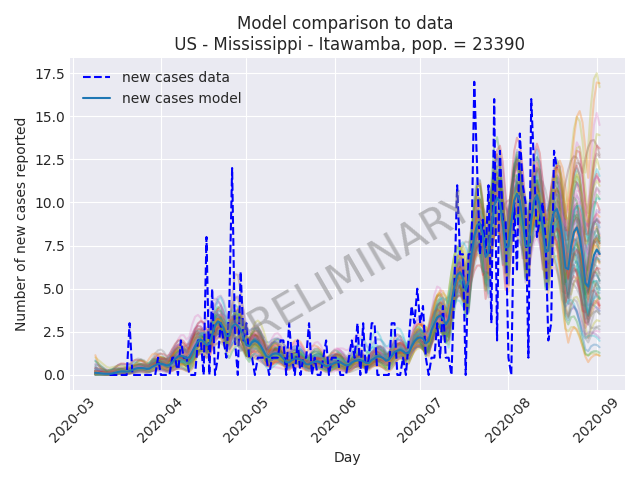 Model comparison to data
US - Mississippi - Itawamba, pop. = 23390
new cases data
new cases model
PRELIMINARY
Number of new cases reported
17.5
15.0
12.5
10.0
7.5
5.0
2.5
0.0
2020-03
2020-04
2020-05
2020-06
2020-07
2020-08
2020-09
Day